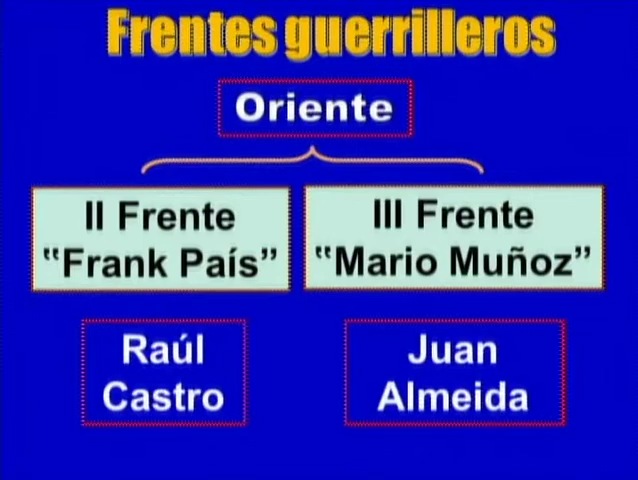 Frentes guerrilleros
Oriente
II Frente
"Frank País"
III Frente
"Mario Muñoz"
Raúl
Castro
Juan
Almeida